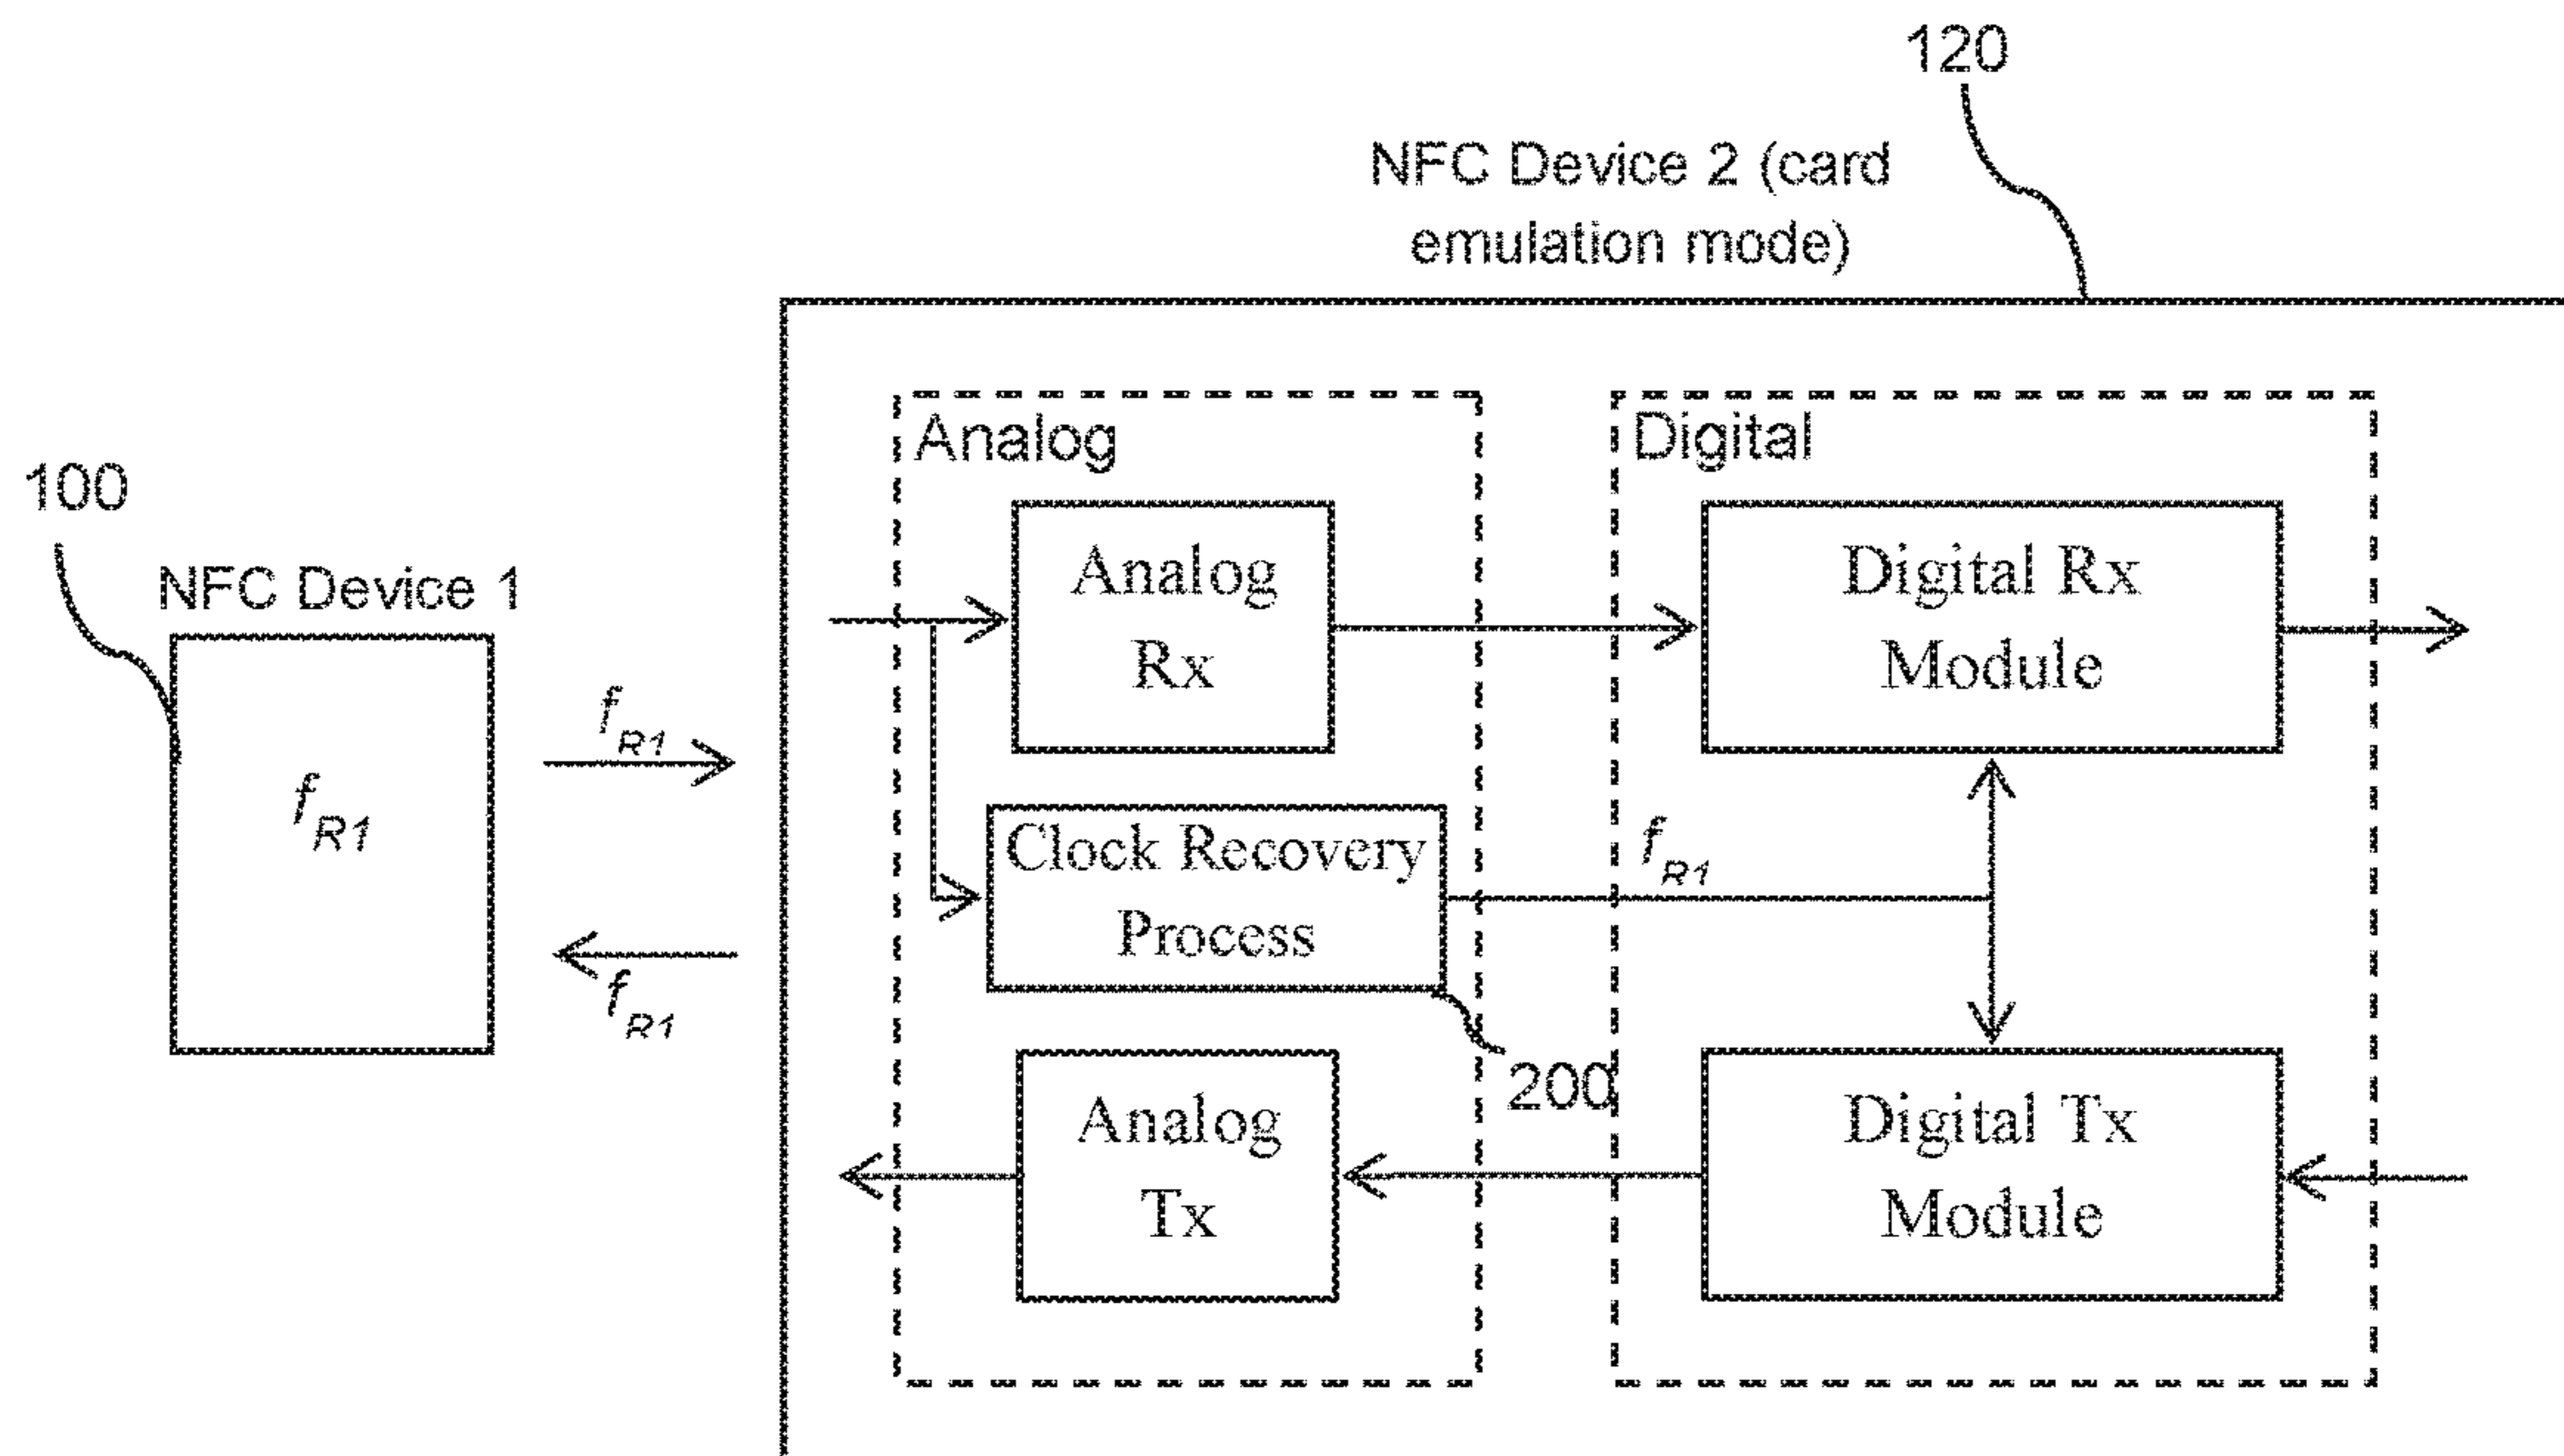 120
NFC Device 2 (card
emulation mode)
100
NFC Device 1
fR1
fR1
fR1
Analog
Analog
Rx
Clock Recovery
Process
200
Analog
Tx
Digital
Digital Rx
Module
fR1
Digital Tx
Module